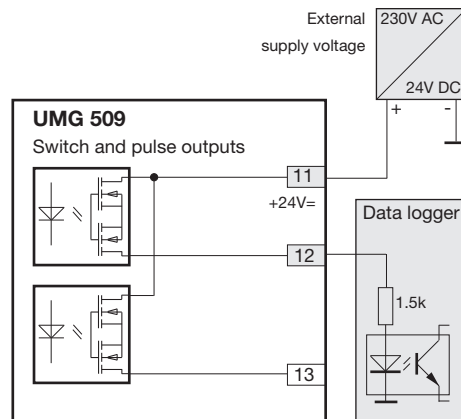 External
supply voltage
230V AC
24V DC
+ -
UMG 509
Switch and pulse outputs
11
+24V=
Data logger
12
1.5k
13